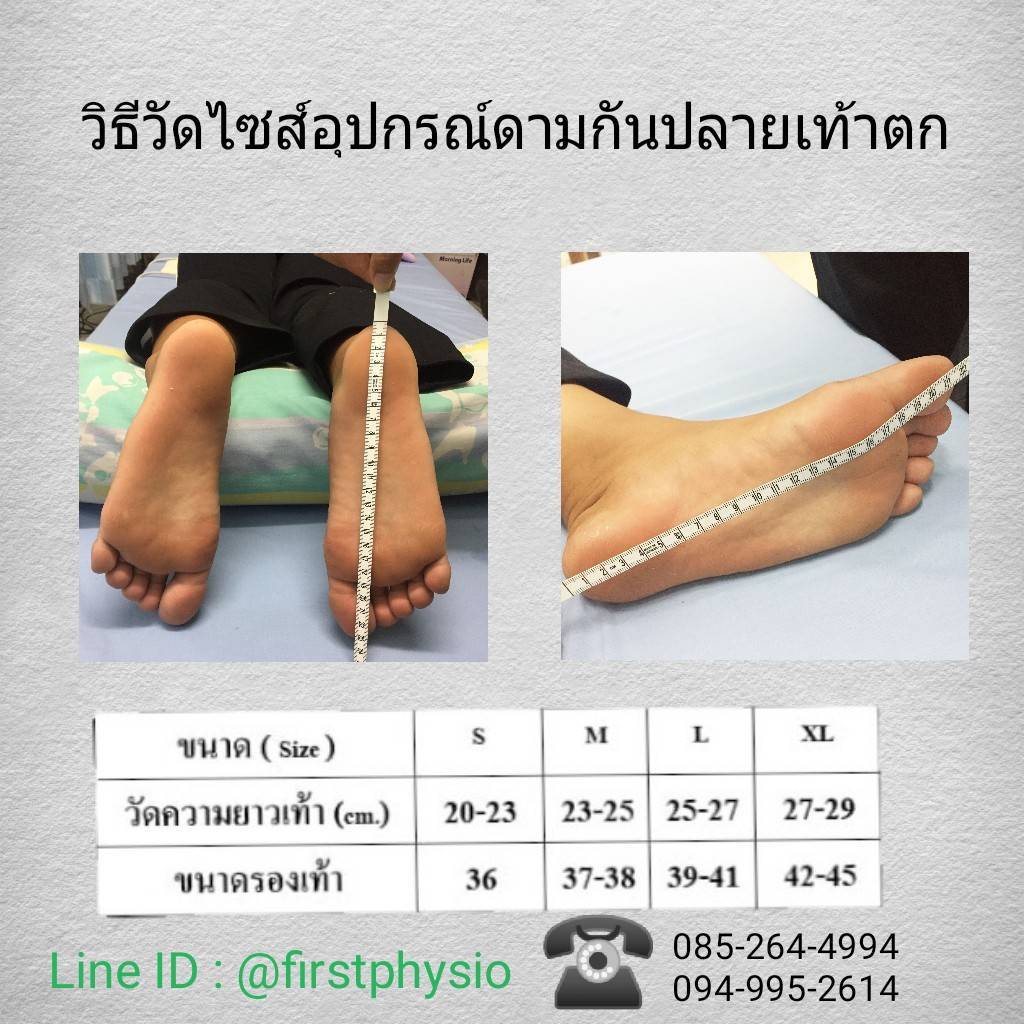 วิธีวัดไซส์อุปกรณ์ดามกันปลายเท้าตก
Morning Life
ขนาด ( Size ) S M L XL
วัดความยาวเท้า (cm.) 20-23 23-25 25-27 27-29
ขนาดรองเท้า 36 37-38 39-41 42-45
Line ID : @firstphysio
085-264-4994
094-995-2614